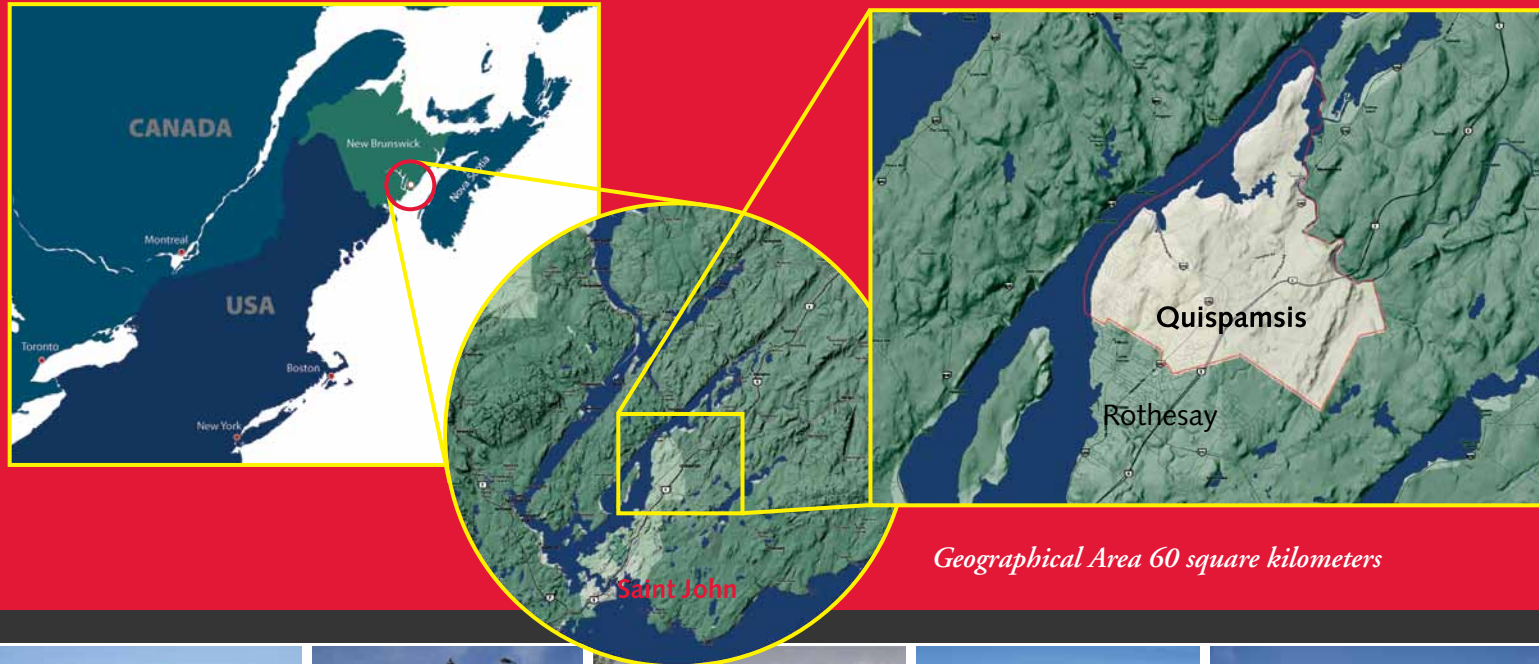 CANADA
New Brunswick
Nova Scotia
Montreal
USA
Toronto
Boston
New York
Saint John
Quispamsis
Rothesay
Geographical Area 60 square kilometers